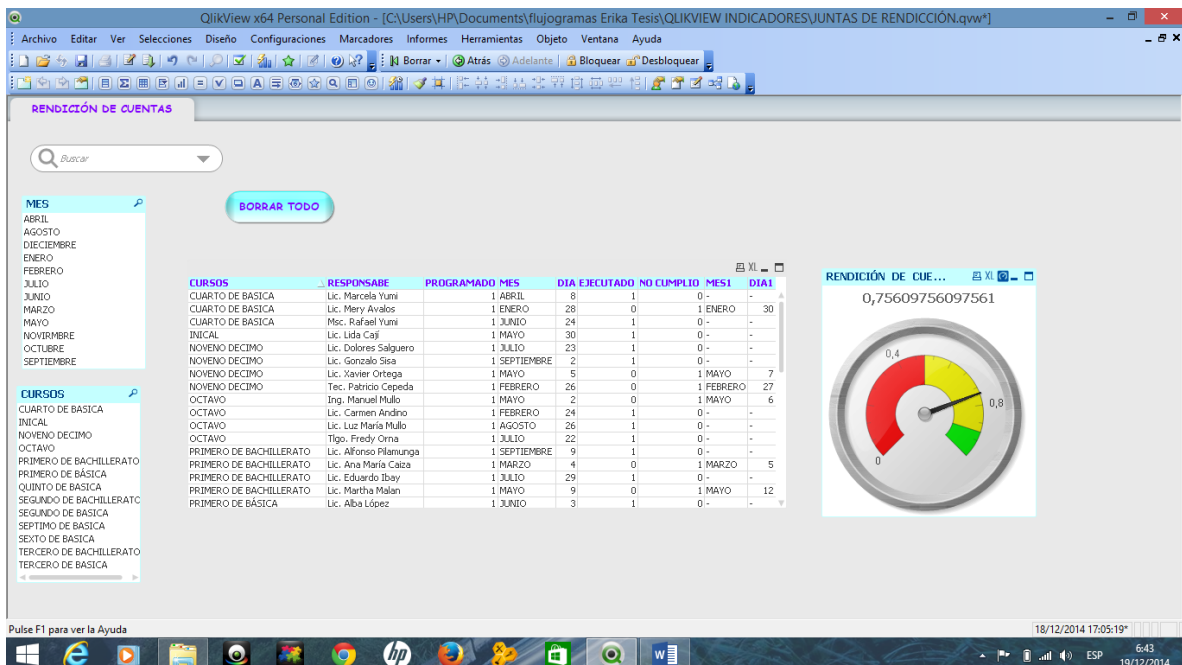 QlikView x64 Personal Edition - [C:\Users\HP\Documents\flujogramas Erika Tesis\QLIKVIEW INDICADORES\JUNTAS DE RENDICCIÓN.qvw*]
Archivo Editar Ver Selecciones Diseño Configuraciones Marcadores Informes Herramientas Objeto Ventana Ayuda
Borrar Atrás Adelante Bloquear Desbloquear
RENDICIÓN DE CUENTAS
Buscar
BORRAR TODO
MES
ABRIL
AGOSTO
DIECIEMBRE
ENERO
FEBRERO
JULIO
JUNIO
MARZO
MAYO
NOVIRMBRE
OCTUBRE
SEPTIEMBRE
CURSOS
CUARTO DE BASICA
INICAL
NOVENO DECIMO
OCTAVO
PRIMERO DE BACHILLERATO
PRIMERO DE BÁSICA
QUINTO DE BASICA
SEGUNDO DE BACHILLERATO
SEGUNDO DE BASICA
SEPTIMO DE BASICA
SEXTO DE BASICA
TERCERO DE BACHILLERATO
TERCERO DE BASICA
XL
CURSOS RESPONSABE PROGRAMADO MES DIA EJECUTADO NO CUMPLIO MES1 DIA1
CUARTO DE BASICA Lic. Marcela Yumi 1 ABRIL 8 1 0 - -
CUARTO DE BASICA Lic. Mery Avalos 1 ENERO 28 0 1 ENERO 30
CUARTO DE BASICA Msc. Rafael Yumi 1 JUNIO 24 1 0 - -
INICAL Lic. Lida Cají 1 MAYO 30 1 0 - -
NOVENO DECIMO Lic. Dolores Salguero 1 JULIO 23 1 0 - -
NOVENO DECIMO Lic. Gonzalo Sisa 1 SEPTIEMBRE 2 1 0 - -
NOVENO DECIMO Lic. Xavier Ortega 1 MAYO 5 0 1 MAYO 7
NOVENO DECIMO Tec. Patricio Cepeda 1 FEBRERO 26 0 1 FEBRERO 27
OCTAVO Ing. Manuel Mullo 1 MAYO 2 0 1 MAYO 6
OCTAVO Lic. Carmen Andino 1 FEBRERO 24 1 0 - -
OCTAVO Lic. Luz María Mullo 1 AGOSTO 26 1 0 - -
OCTAVO Tlgo. Fredy Orna 1 JULIO 22 1 0 - -
PRIMERO DE BACHILLERATO Lic. Alfonso Pilamunga 1 SEPTIEMBRE 9 1 0 - -
PRIMERO DE BACHILLERATO Lic. Ana María Caiza 1 MARZO 4 0 1 MARZO 5
PRIMERO DE BACHILLERATO Lic. Eduardo Ibay 1 JULIO 29 1 0 - -
PRIMERO DE BACHILLERATO Lic. Martha Malan 1 MAYO 9 0 1 MAYO 12
PRIMERO DE BÁSICA Lic. Alba López 1 JUNIO 3 1 0 - -
RENDICIÓN DE CUE... XL
0,75609756097561
0,4
0,8
0
Pulse F1 para ver la Ayuda 18/12/2014 17:05:19*
hp
ESP
6:43
19/12/2014